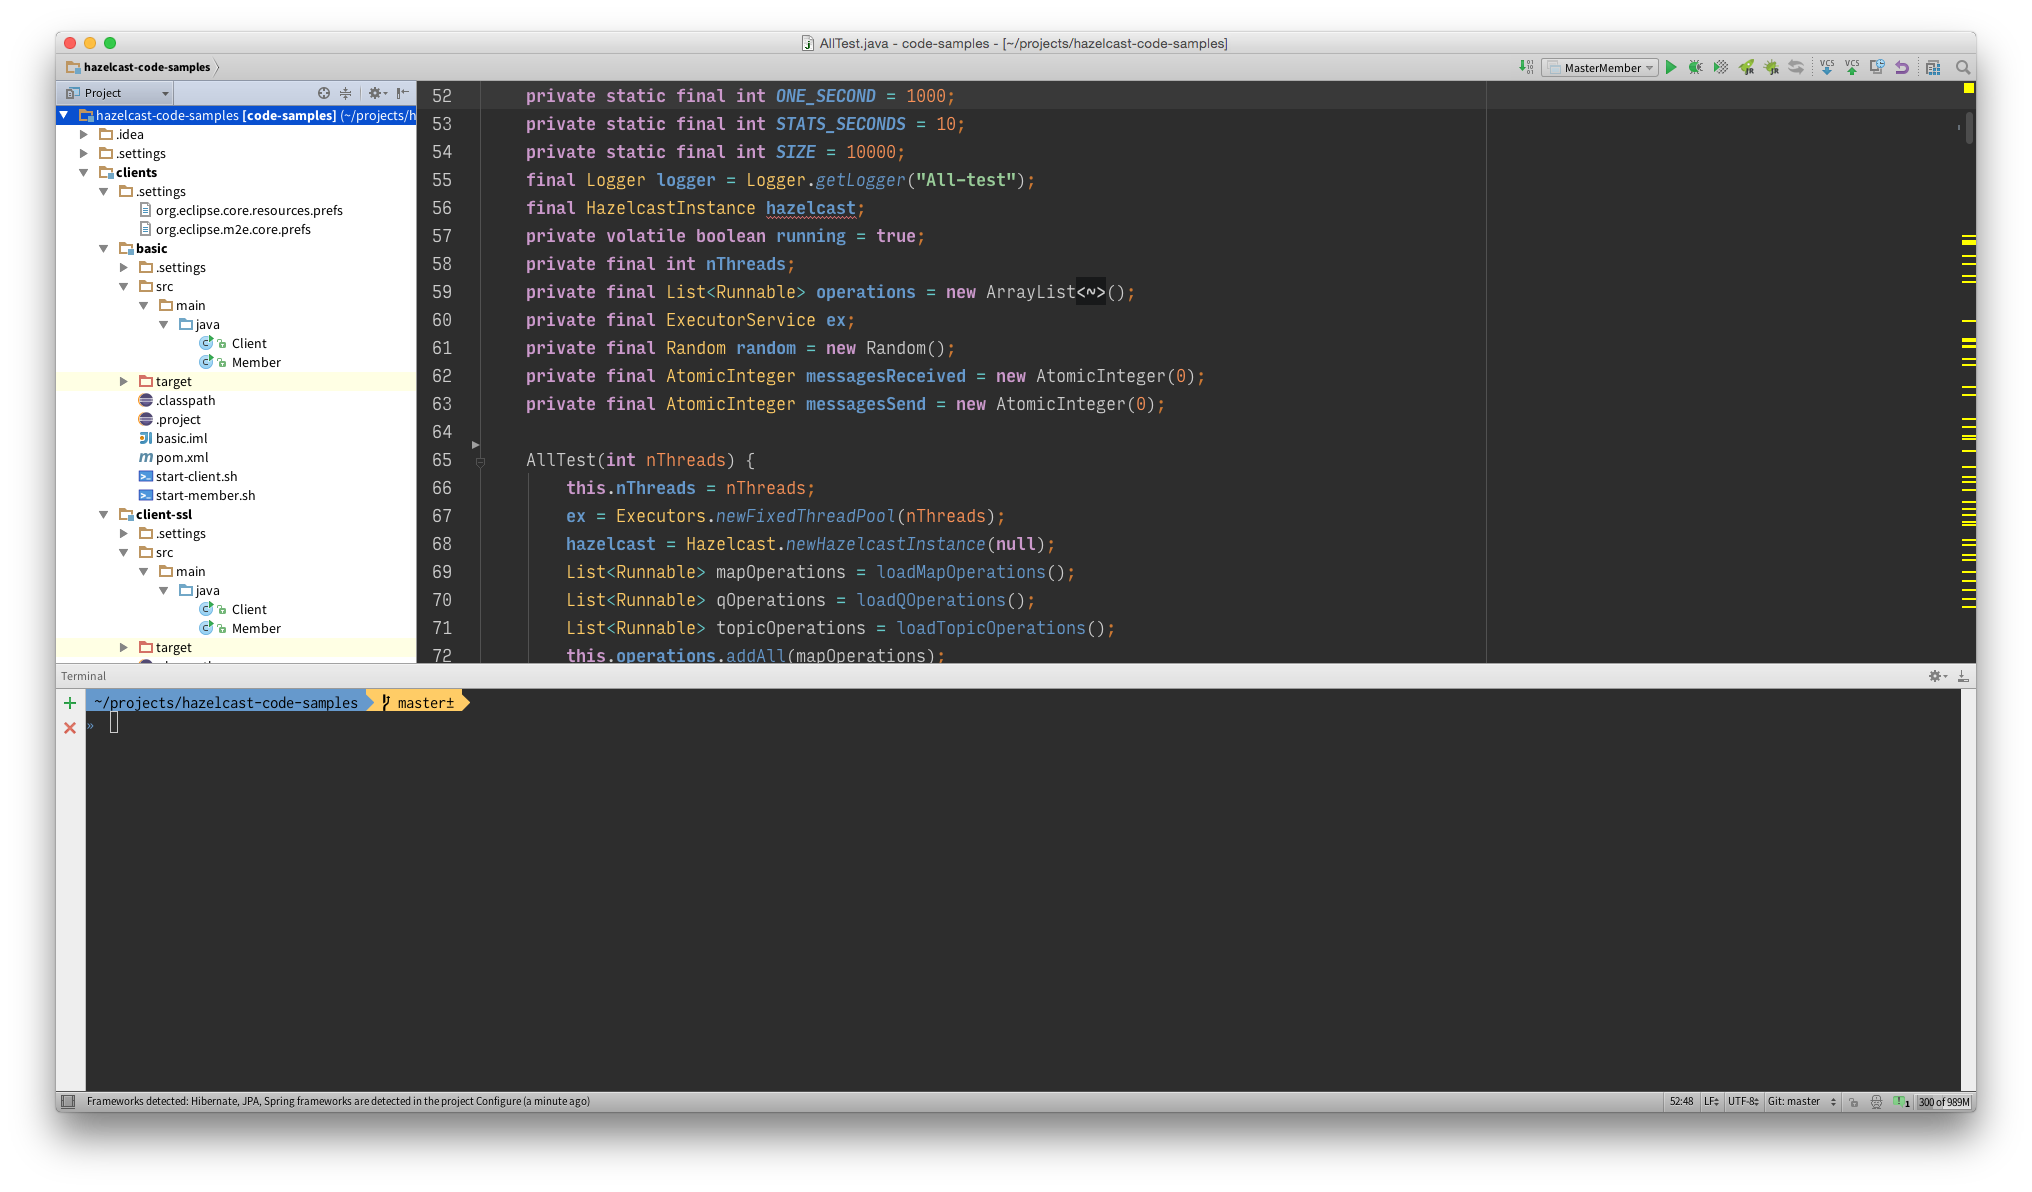 AllTest.java - code-samples - [~/projects/hazelcast-code-samples]
hazelcast-code-samples
MasterMember
VCS
VCS
Project
hazelcast-code-samples [code-samples] (~/projects/h
.idea
.settings
clients
.settings
org.eclipse.core.resources.prefs
org.eclipse.m2e.core.prefs
basic
.settings
src
main
java
Client
Member
target
.classpath
.project
basic.iml
pom.xml
start-client.sh
start-member.sh
client-ssl
.settings
src
main
java
Client
Member
target
52 private static final int ONE_SECOND = 1000;
53 private static final int STATS_SECONDS = 10;
54 private static final int SIZE = 10000;
55 final Logger logger = Logger.getLogger("All-test");
56 final HazelcastInstance hazelcast;
57 private volatile boolean running = true;
58 private final int nThreads;
59 private final List<Runnable> operations = new ArrayList<~>();
60 private final ExecutorService ex;
61 private final Random random = new Random();
62 private final AtomicInteger messagesReceived = new AtomicInteger(0);
63 private final AtomicInteger messagesSend = new AtomicInteger(0);
64
65 AllTest(int nThreads) {
66 this.nThreads = nThreads;
67 ex = Executors.newFixedThreadPool(nThreads);
68 hazelcast = Hazelcast.newHazelcastInstance(null);
69 List<Runnable> mapOperations = loadMapOperations();
70 List<Runnable> qOperations = loadQOperations();
71 List<Runnable> topicOperations = loadTopicOperations();
72 this.operations.addAll(mapOperations);
Terminal
~/projects/hazelcast-code-samples master±
»
Frameworks detected: Hibernate, JPA, Spring frameworks are detected in the project Configure (a minute ago)
52:48 LF UTF-8 Git: master 1 300 of 989M